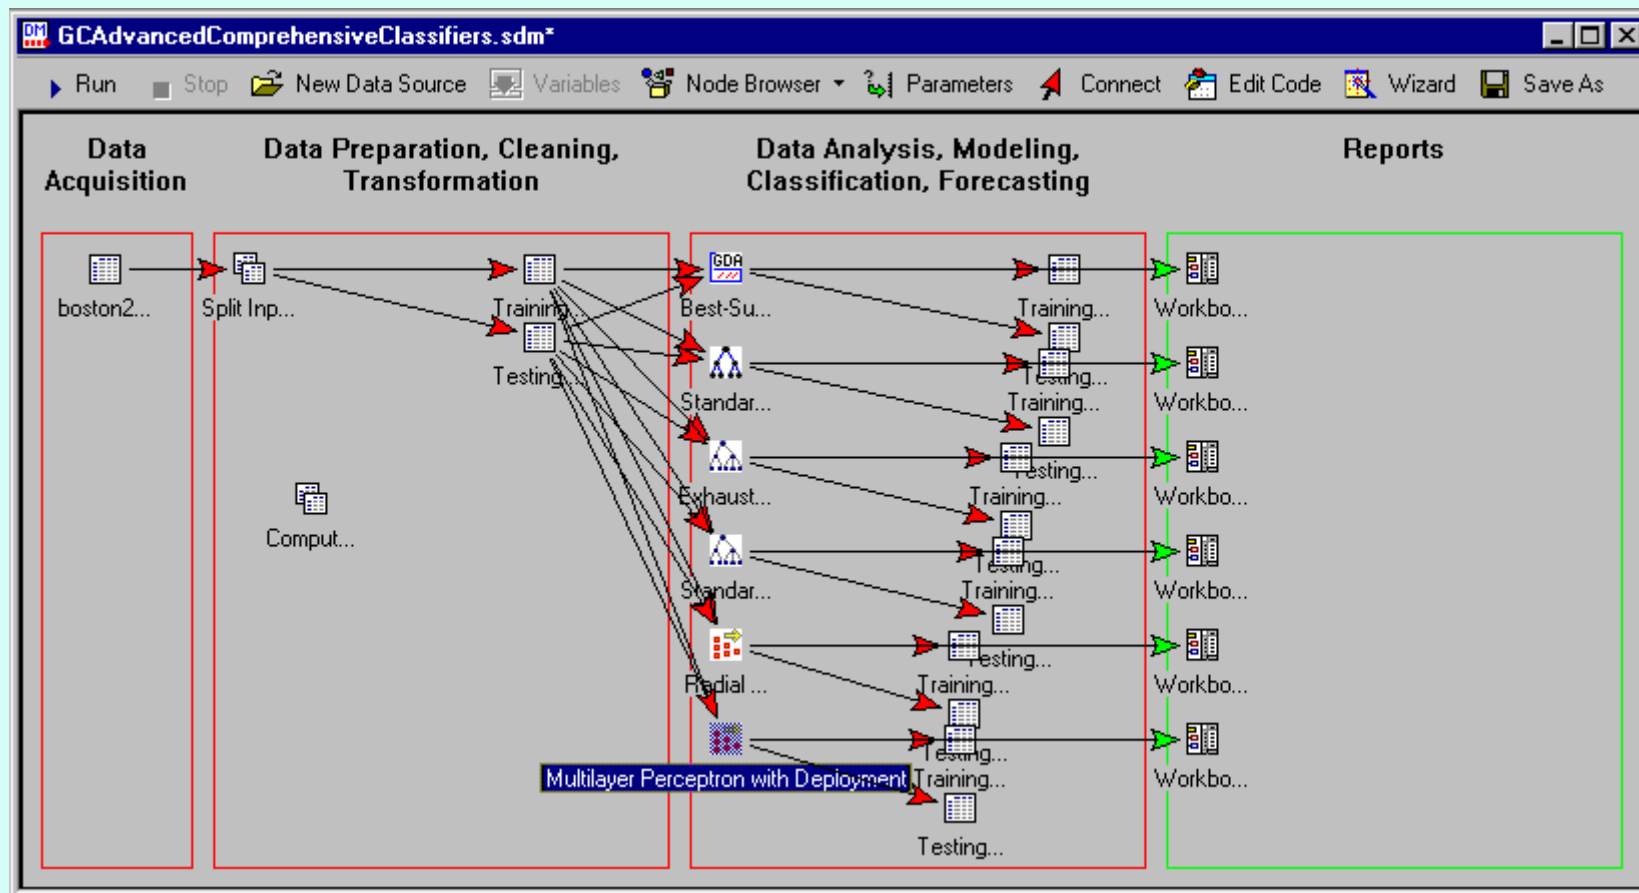 GCAdvancedComprehensiveClassifiers.sdm*
Run Stop New Data Source Variables Node Browser Parameters Connect Edit Code Wizard Save As
Data
Acquisition
Data Preparation, Cleaning,
Transformation
Data Analysis, Modeling,
Classification, Forecasting
Reports
boston2...
Split Inp...
Training...
Testing...
Comput...
GDA
Best-Su...
Standar...
Exhaust...
Standar...
Radial ...
Multilayer Perceptron with Deployment
Training...
Testing...
Training...
Testing...
Training...
Testing...
Training...
Testing...
Training...
Testing...
Training...
Testing...
Workbo...
Workbo...
Workbo...
Workbo...
Workbo...
Workbo...